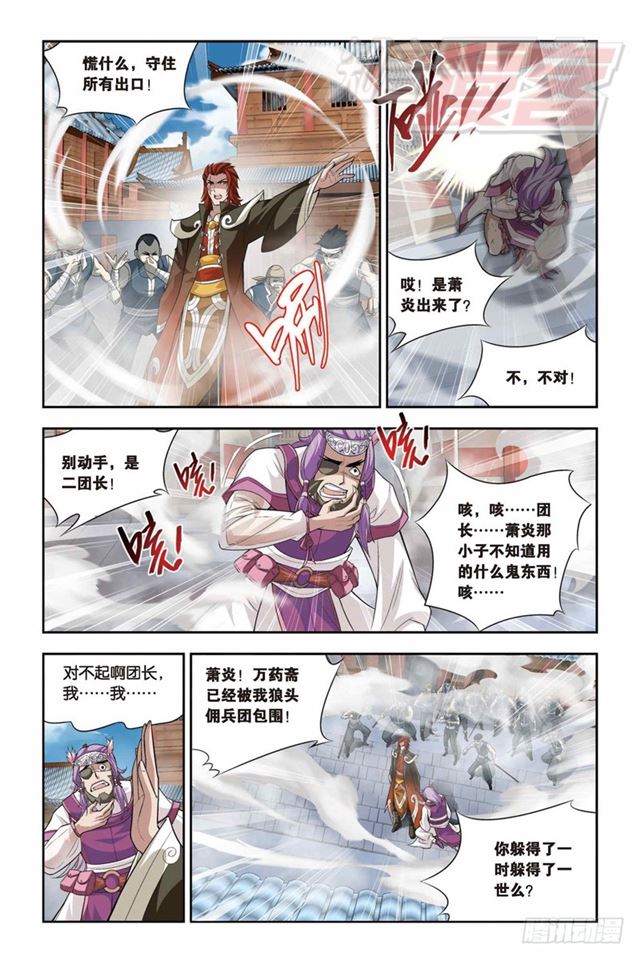 慌什么，守住
所有出口！
唰
碰!!
哎！是萧
炎出来了？
不，不对！
别动手，是
二团长！
咳!
咳!
咳!
咳，咳……团
长……萧炎那
小子不知道用
的什么鬼东西！
咳……
对不起啊团长，
我……我……
萧炎！万药斋
已经被我狼头
佣兵团包围！
你躲得了一
时躲得了一
世么？
腾讯动漫